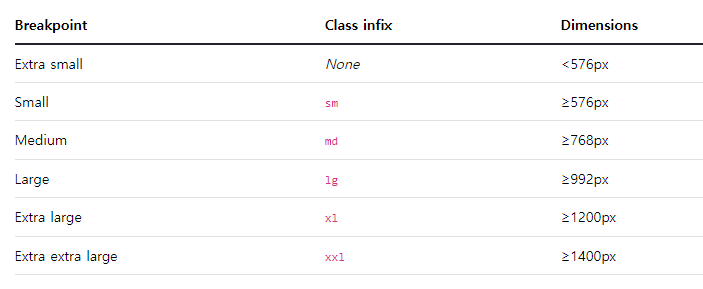 Breakpoint Class infix Dimensions
Extra small None <576px
Small sm ≥576px
Medium md ≥768px
Large lg ≥992px
Extra large xl ≥1200px
Extra extra large xxl ≥1400px